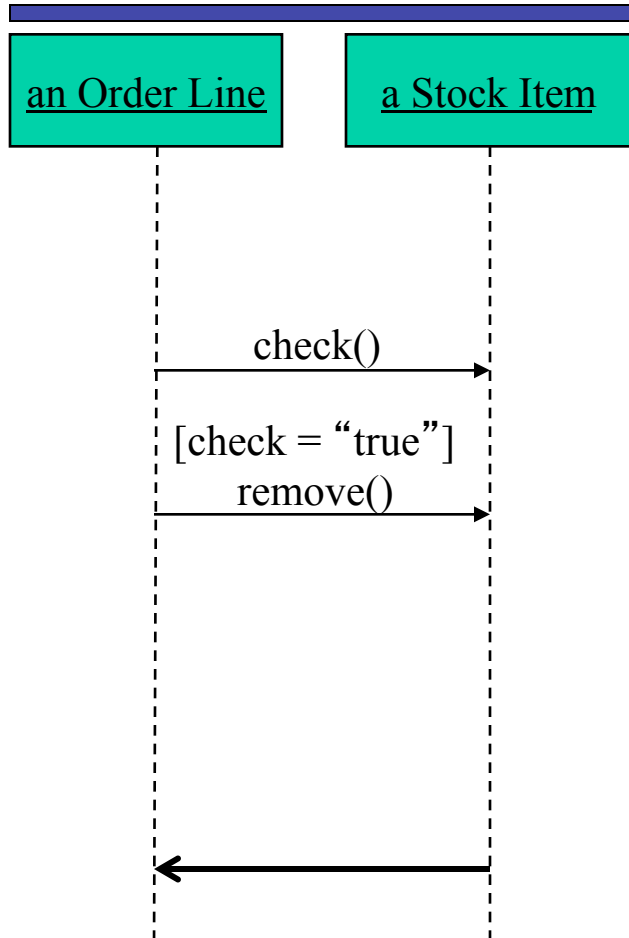 an Order Line
a Stock Item
check()
[check = “true”]
remove()